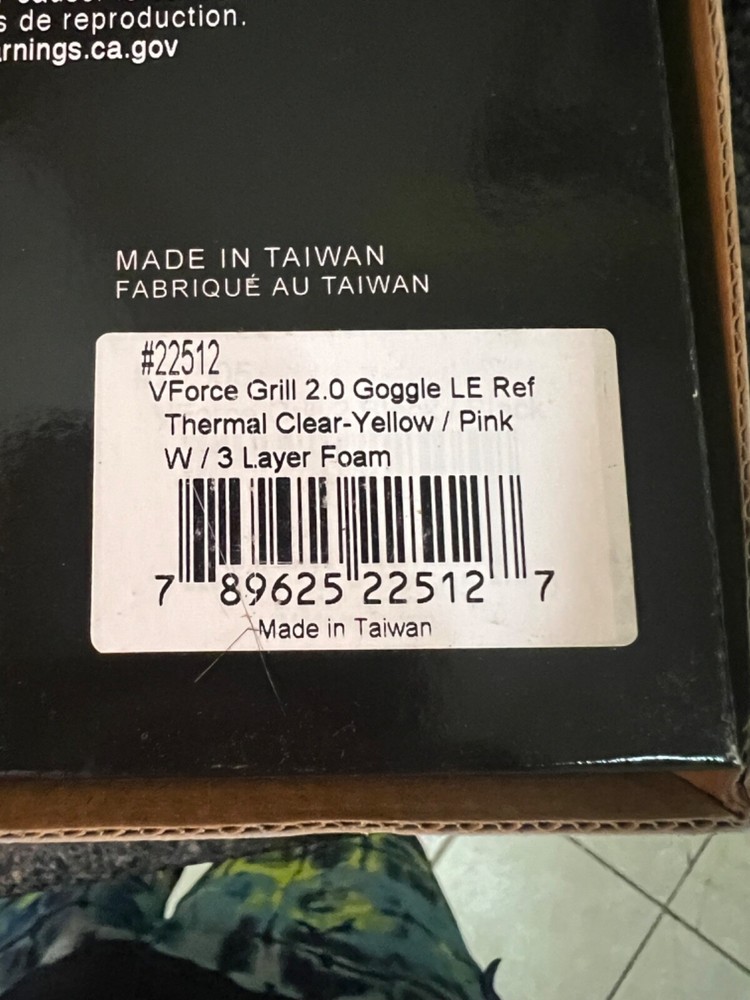 s de reproduction.
rnings.ca.gov
MADE IN TAIWAN
FABRIQUÉ AU TAIWAN
#22512
VForce Grill 2.0 Goggle LE Ref
Thermal Clear-Yellow / Pink
W / 3 Layer Foam
7 89625 22512 7
Made in Taiwan